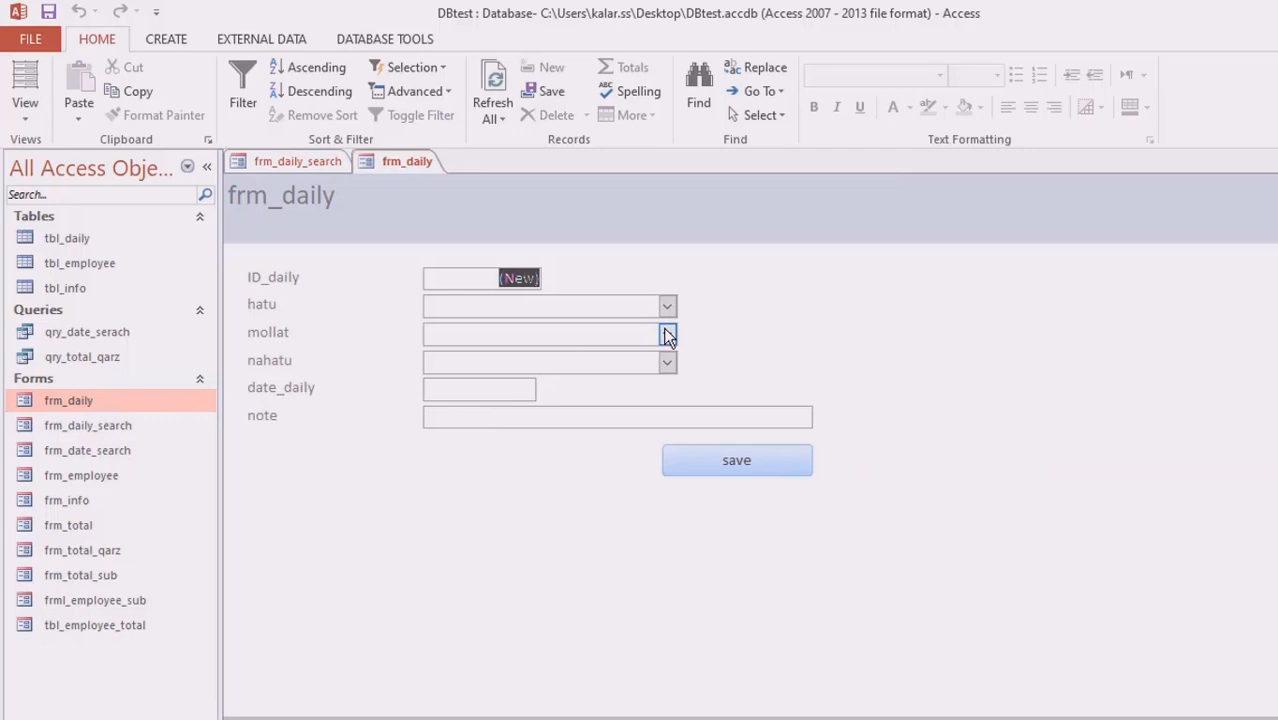 DBtest : Database- C:\Users\kalar.ss\Desktop\DBtest.accdb (Access 2007 - 2013 file format) - Access
FILE HOME CREATE EXTERNAL DATA DATABASE TOOLS
View
Paste
Cut
Copy
Format Painter
Filter
Ascending
Descending
Remove Sort
Selection
Advanced
Toggle Filter
Refresh
All
New
Save
Delete
Totals
Spelling
More
Find
Replace
Go To
Select
B I U A
Views Clipboard Sort & Filter Records Find Text Formatting
All Access Obje...
Search...
Tables
tbl_daily
tbl_employee
tbl_info
Queries
qry_date_serach
qry_total_qarz
Forms
frm_daily
frm_daily_search
frm_date_search
frm_employee
frm_info
frm_total
frm_total_qarz
frm_total_sub
frml_employee_sub
tbl_employee_total
frm_daily_search frm_daily
frm_daily
ID_daily (New)
hatu
mollat
nahatu
date_daily
note
save